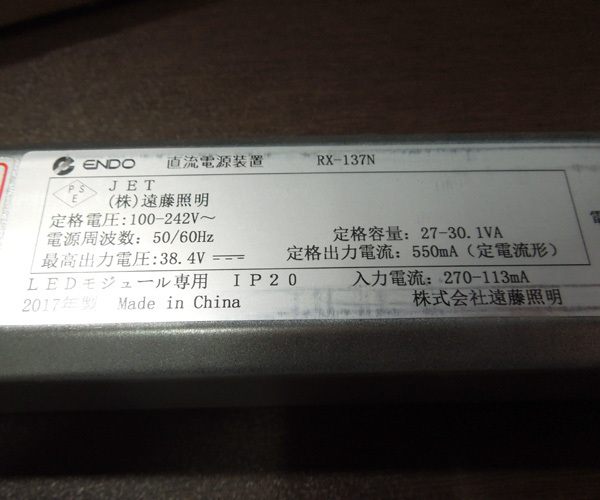 ENDO 直流電源装置 RX-137N
PS
E
JET
(株)遠藤照明
定格電圧:100-242V～
定格容量: 27-30.1VA
電源周波数: 50/60Hz
定格出力電流: 550mA (定電流形)
最高出力電圧:38.4V
LEDモジュール専用 IP20 入力電流: 270-113mA
2017年製 Made in China 株式会社遠藤照明
電